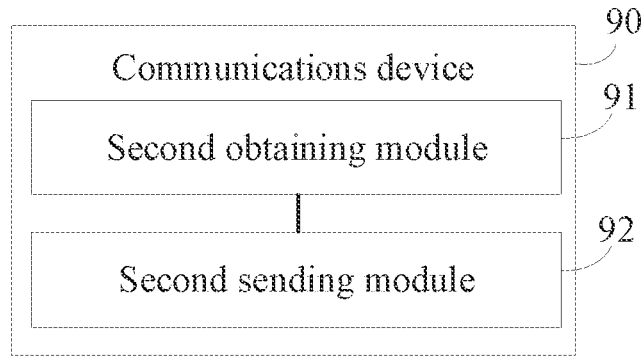 90
Communications device
91
Second obtaining module
92
Second sending module